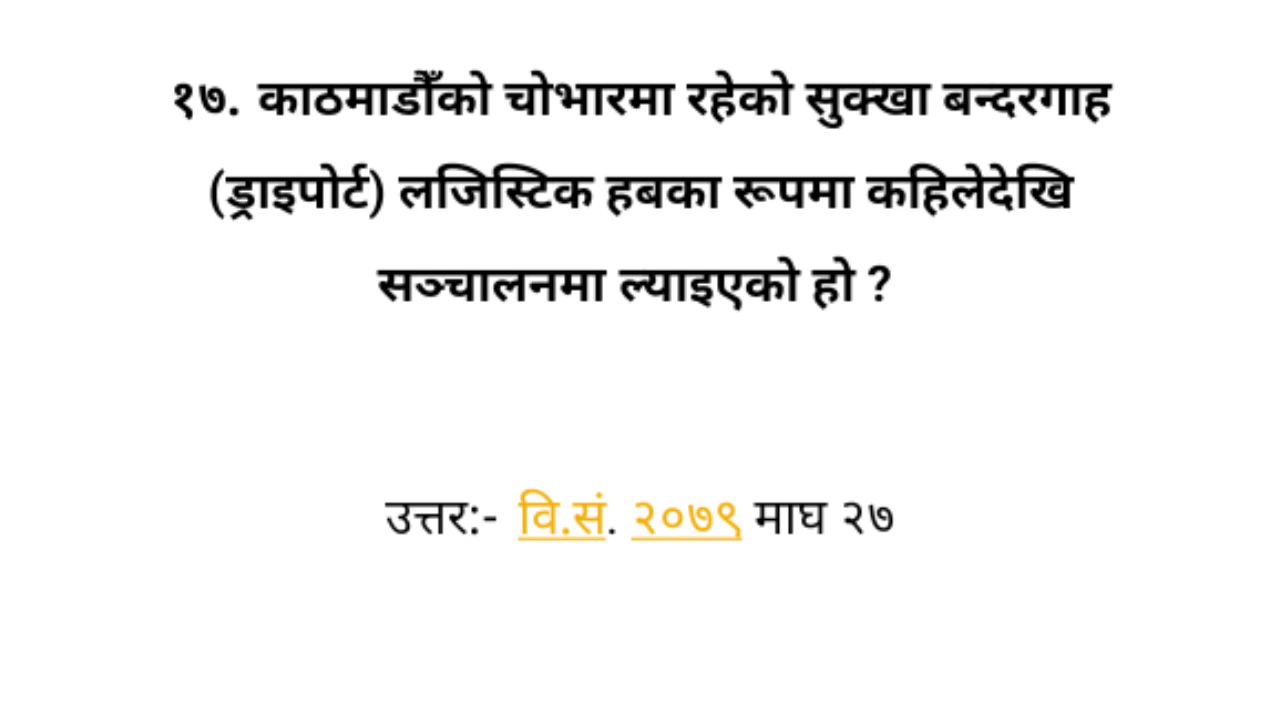 १७. काठमाडौँको चोभारमा रहेको सुक्खा बन्दरगाह
(ड्राइपोर्ट) लजिस्टिक हबका रूपमा कहिलेदेखि
सञ्चालनमा ल्याइएको हो ?
उत्तर:- वि.सं. २०७९ माघ २७